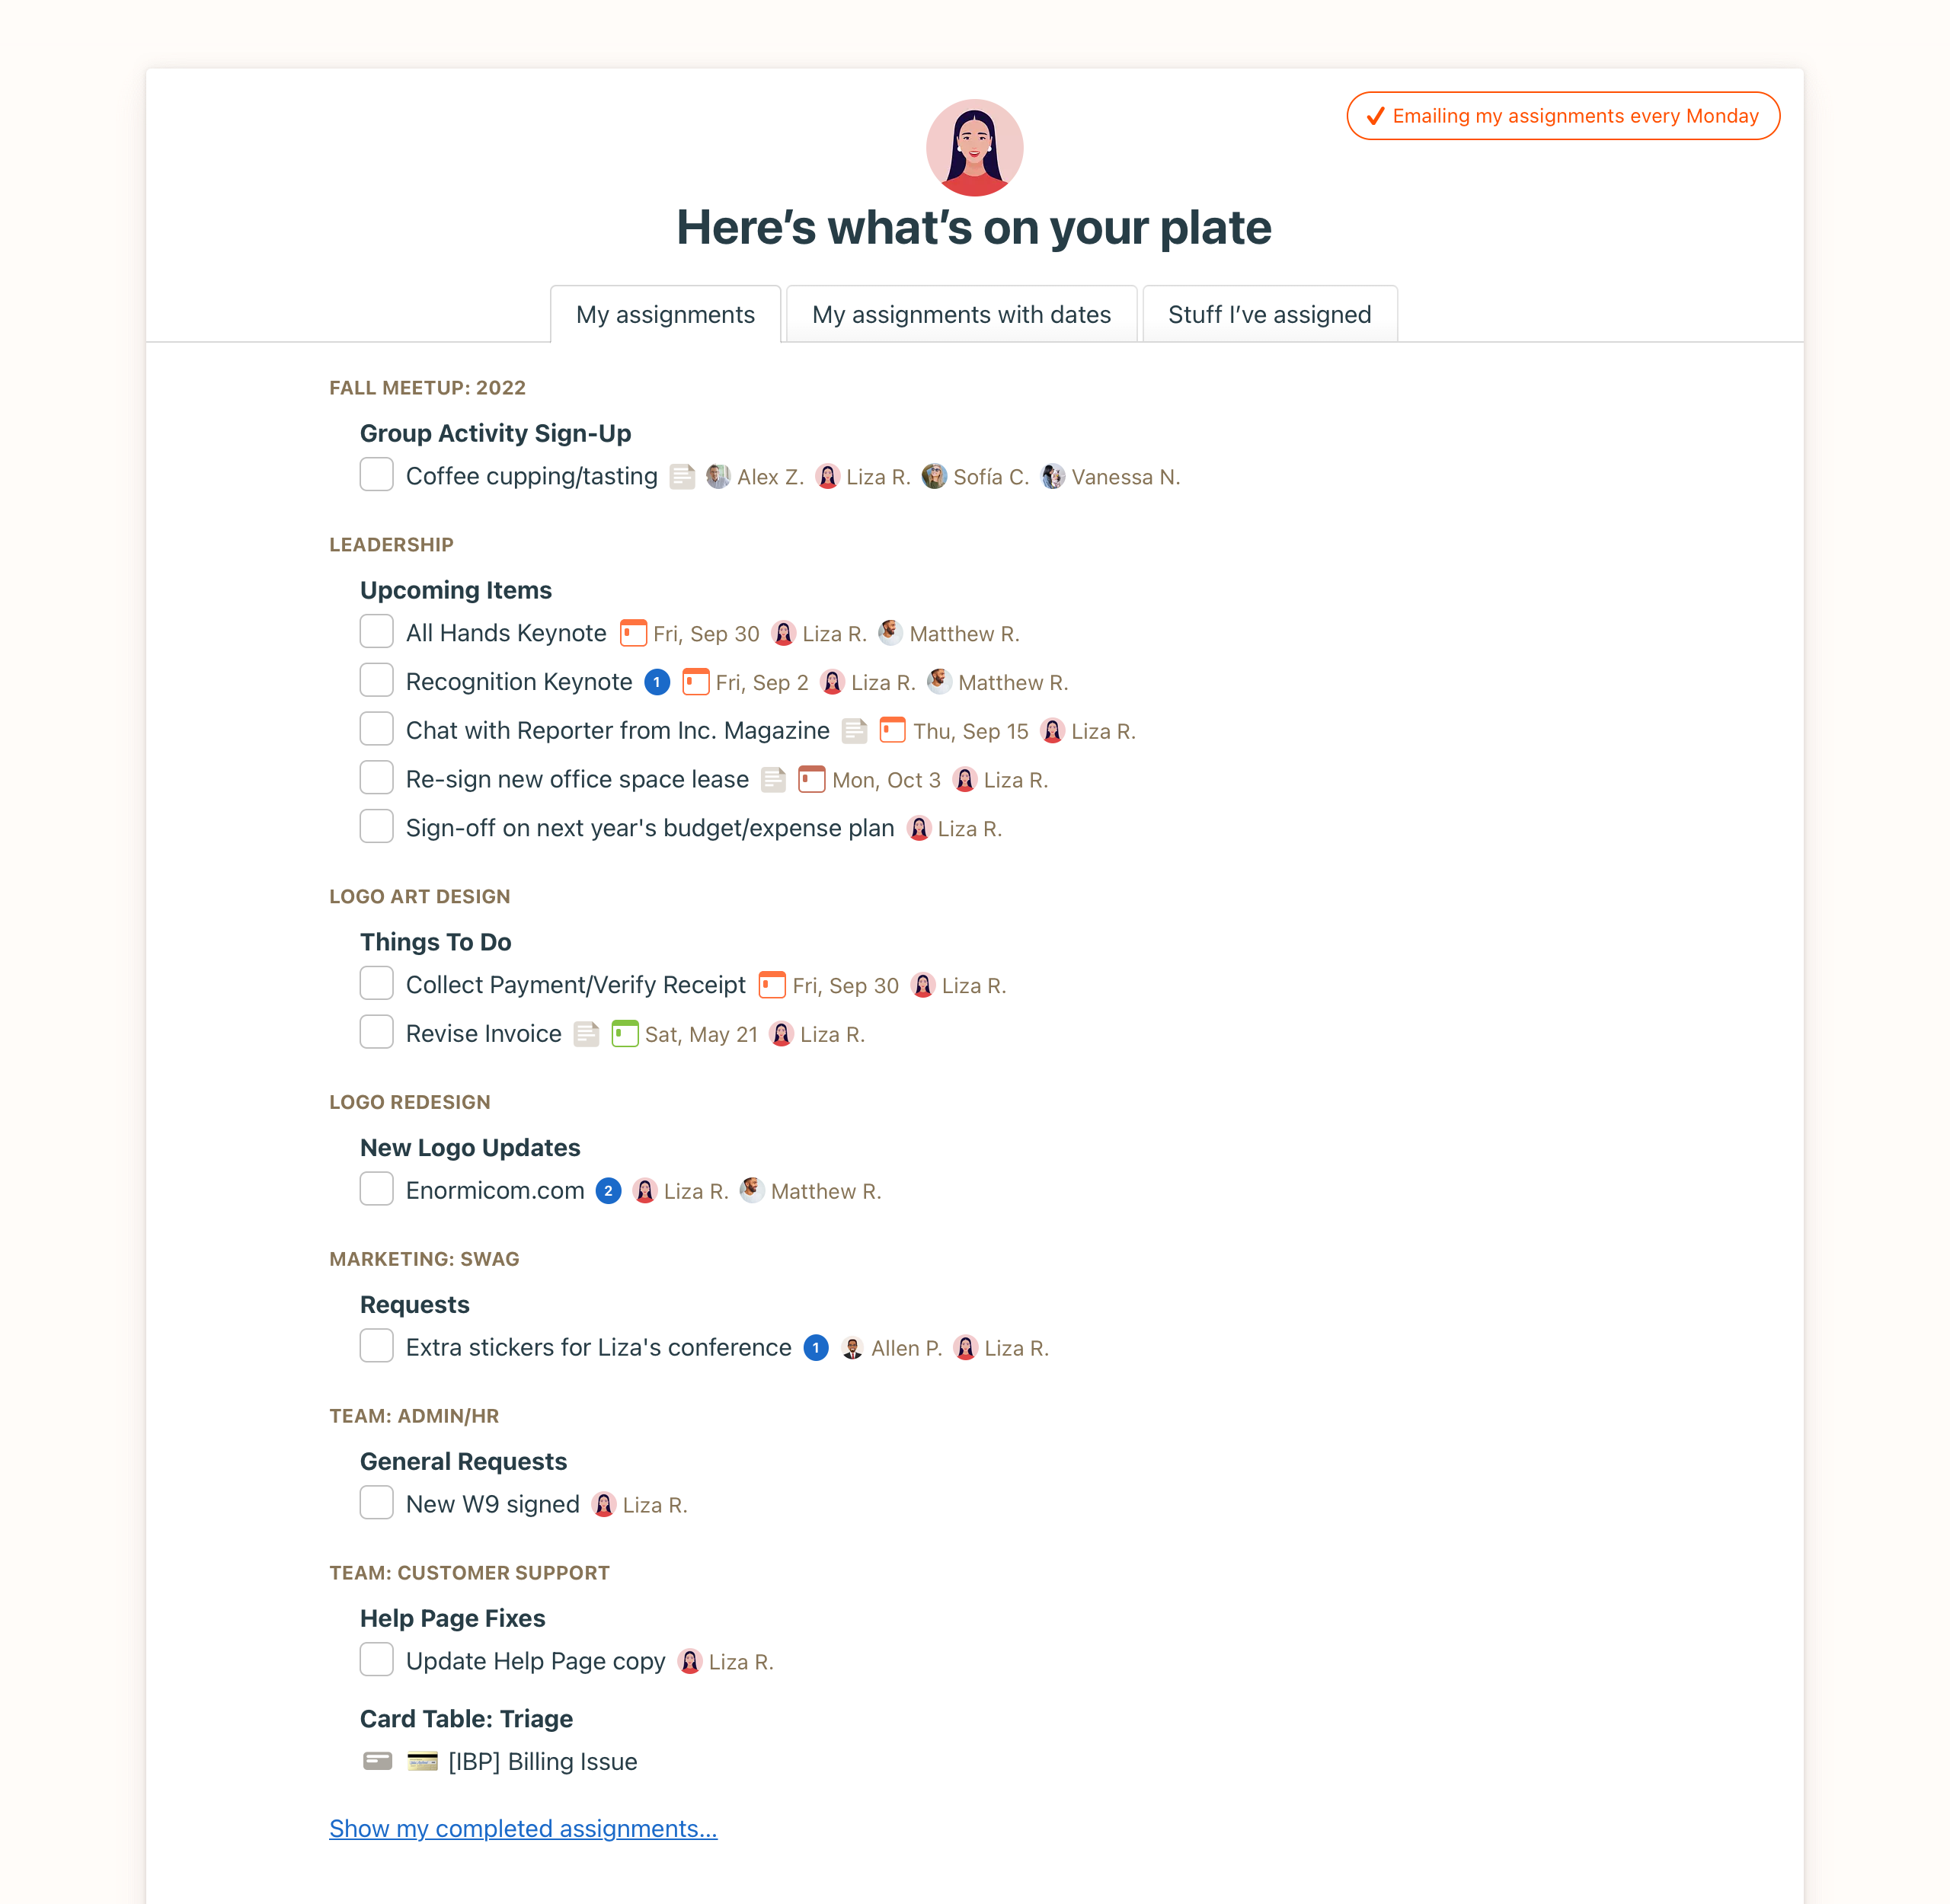 ✔ Emailing my assignments every Monday
Here’s what’s on your plate
My assignments My assignments with dates Stuff I’ve assigned
FALL MEETUP: 2022
Group Activity Sign-Up
Coffee cupping/tasting Alex Z. Liza R. Sofía C. Vanessa N.
LEADERSHIP
Upcoming Items
All Hands Keynote Fri, Sep 30 Liza R. Matthew R.
Recognition Keynote 1 Fri, Sep 2 Liza R. Matthew R.
Chat with Reporter from Inc. Magazine Thu, Sep 15 Liza R.
Re-sign new office space lease Mon, Oct 3 Liza R.
Sign-off on next year's budget/expense plan Liza R.
LOGO ART DESIGN
Things To Do
Collect Payment/Verify Receipt Fri, Sep 30 Liza R.
Revise Invoice Sat, May 21 Liza R.
LOGO REDESIGN
New Logo Updates
Enormicom.com 2 Liza R. Matthew R.
MARKETING: SWAG
Requests
Extra stickers for Liza's conference 1 Allen P. Liza R.
TEAM: ADMIN/HR
General Requests
New W9 signed Liza R.
TEAM: CUSTOMER SUPPORT
Help Page Fixes
Update Help Page copy Liza R.
Card Table: Triage
💳 [IBP] Billing Issue
Show my completed assignments…